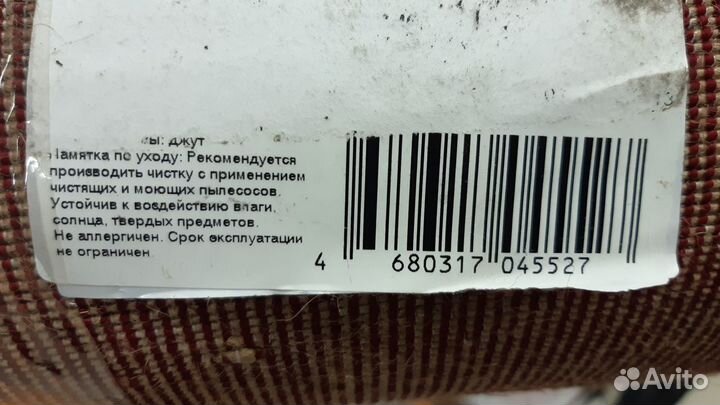 джут
Памятка по уходу: Рекомендуется
производить чистку с применением
чистящих и моющих пылесосов.
Устойчив к воздействию влаги,
солнца, твердых предметов.
Не аллергичен. Срок эксплуатации
не ограничен
4 680317 045527
Avito